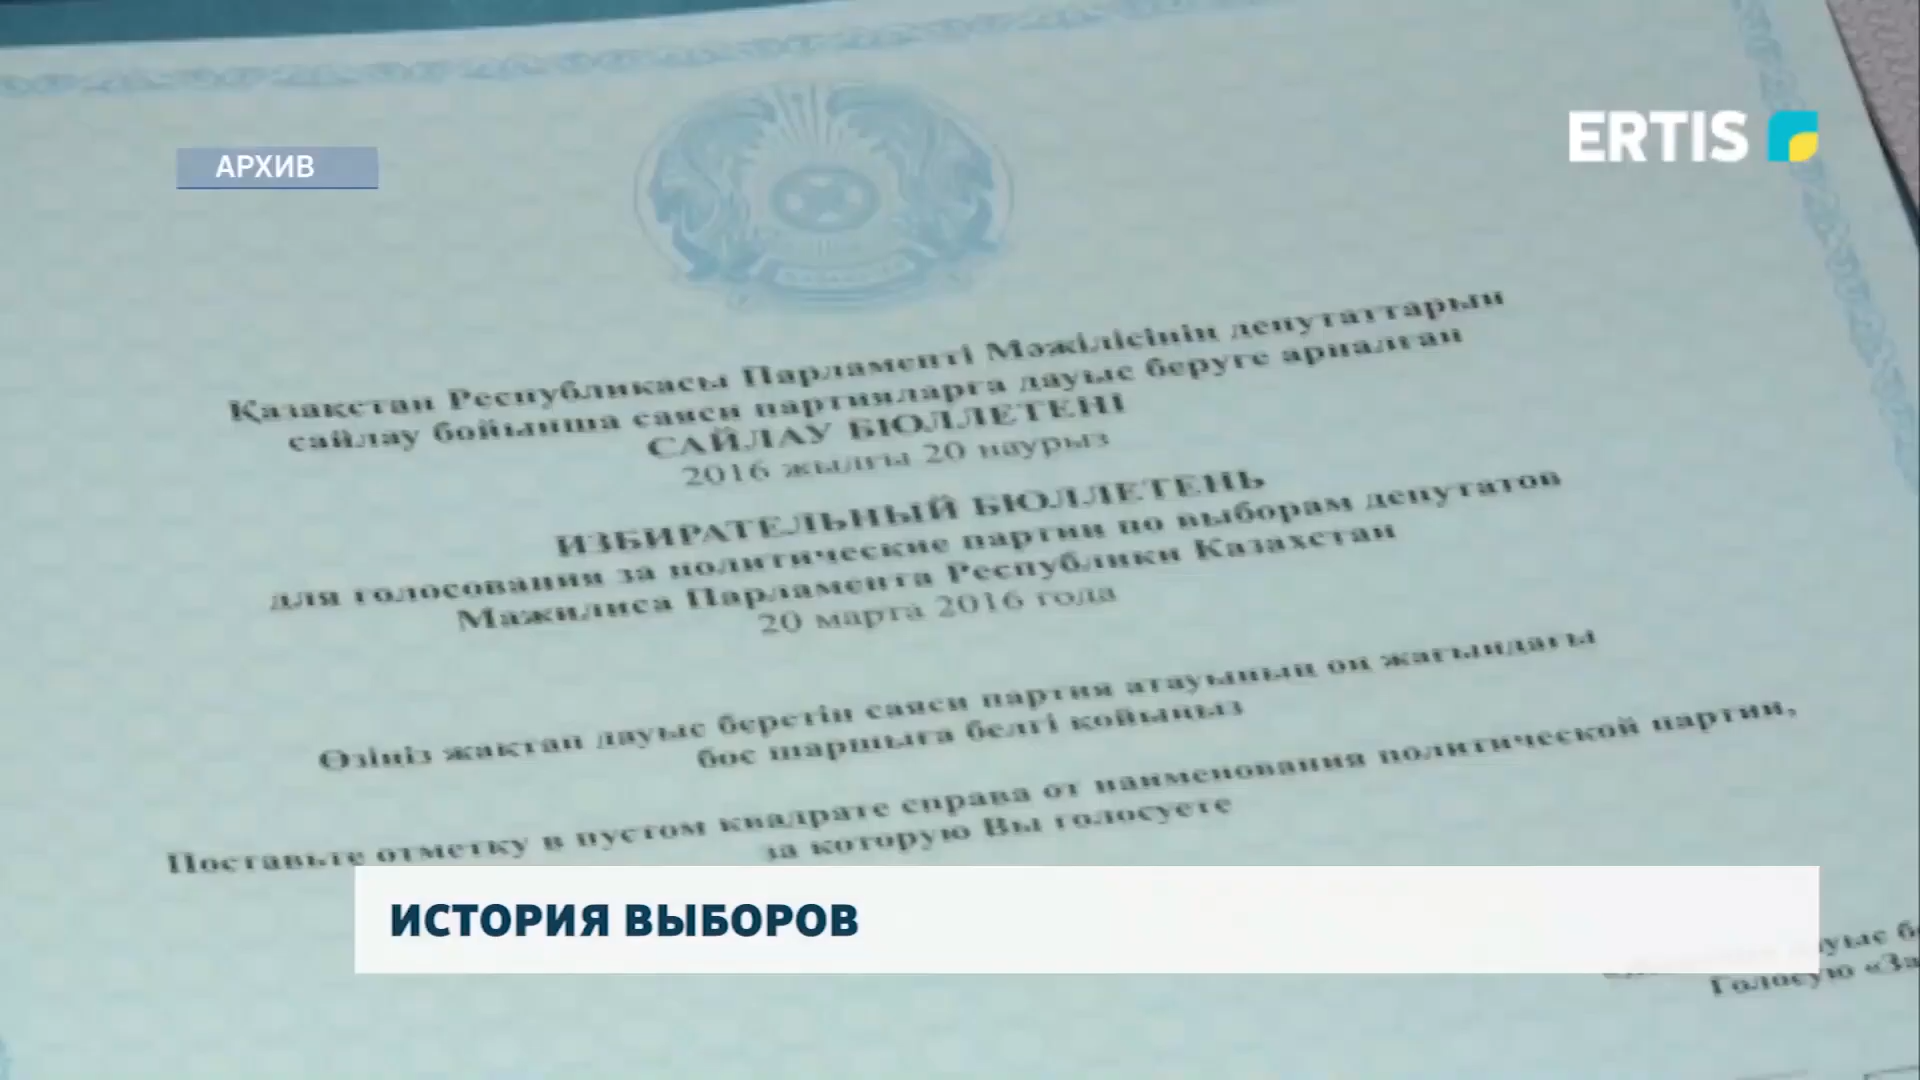 АРХИВ
ERTIS
Қазақстан Республикасы Парламенті Мәжілісінің депутаттарын
сайлау бойынша саяси партияларға дауыс беруге арналған
САЙЛАУ БЮЛЛЕТЕНІ
2016 жылғы 20 наурыз
ИЗБИРАТЕЛЬНЫЙ БЮЛЛЕТЕНЬ
для голосования за политические партии по выборам депутатов
Мажилиса Парламента Республики Казахстан
20 марта 2016 года
Өзіңіз жақтап дауыс беретін саяси партия атауының оң жағындағы
бос шаршыға белгі қойыңыз
Поставьте отметку в пустом квадрате справа от наименования политической партии,
за которую Вы голосуете
ИСТОРИЯ ВЫБОРОВ
Голосую «За